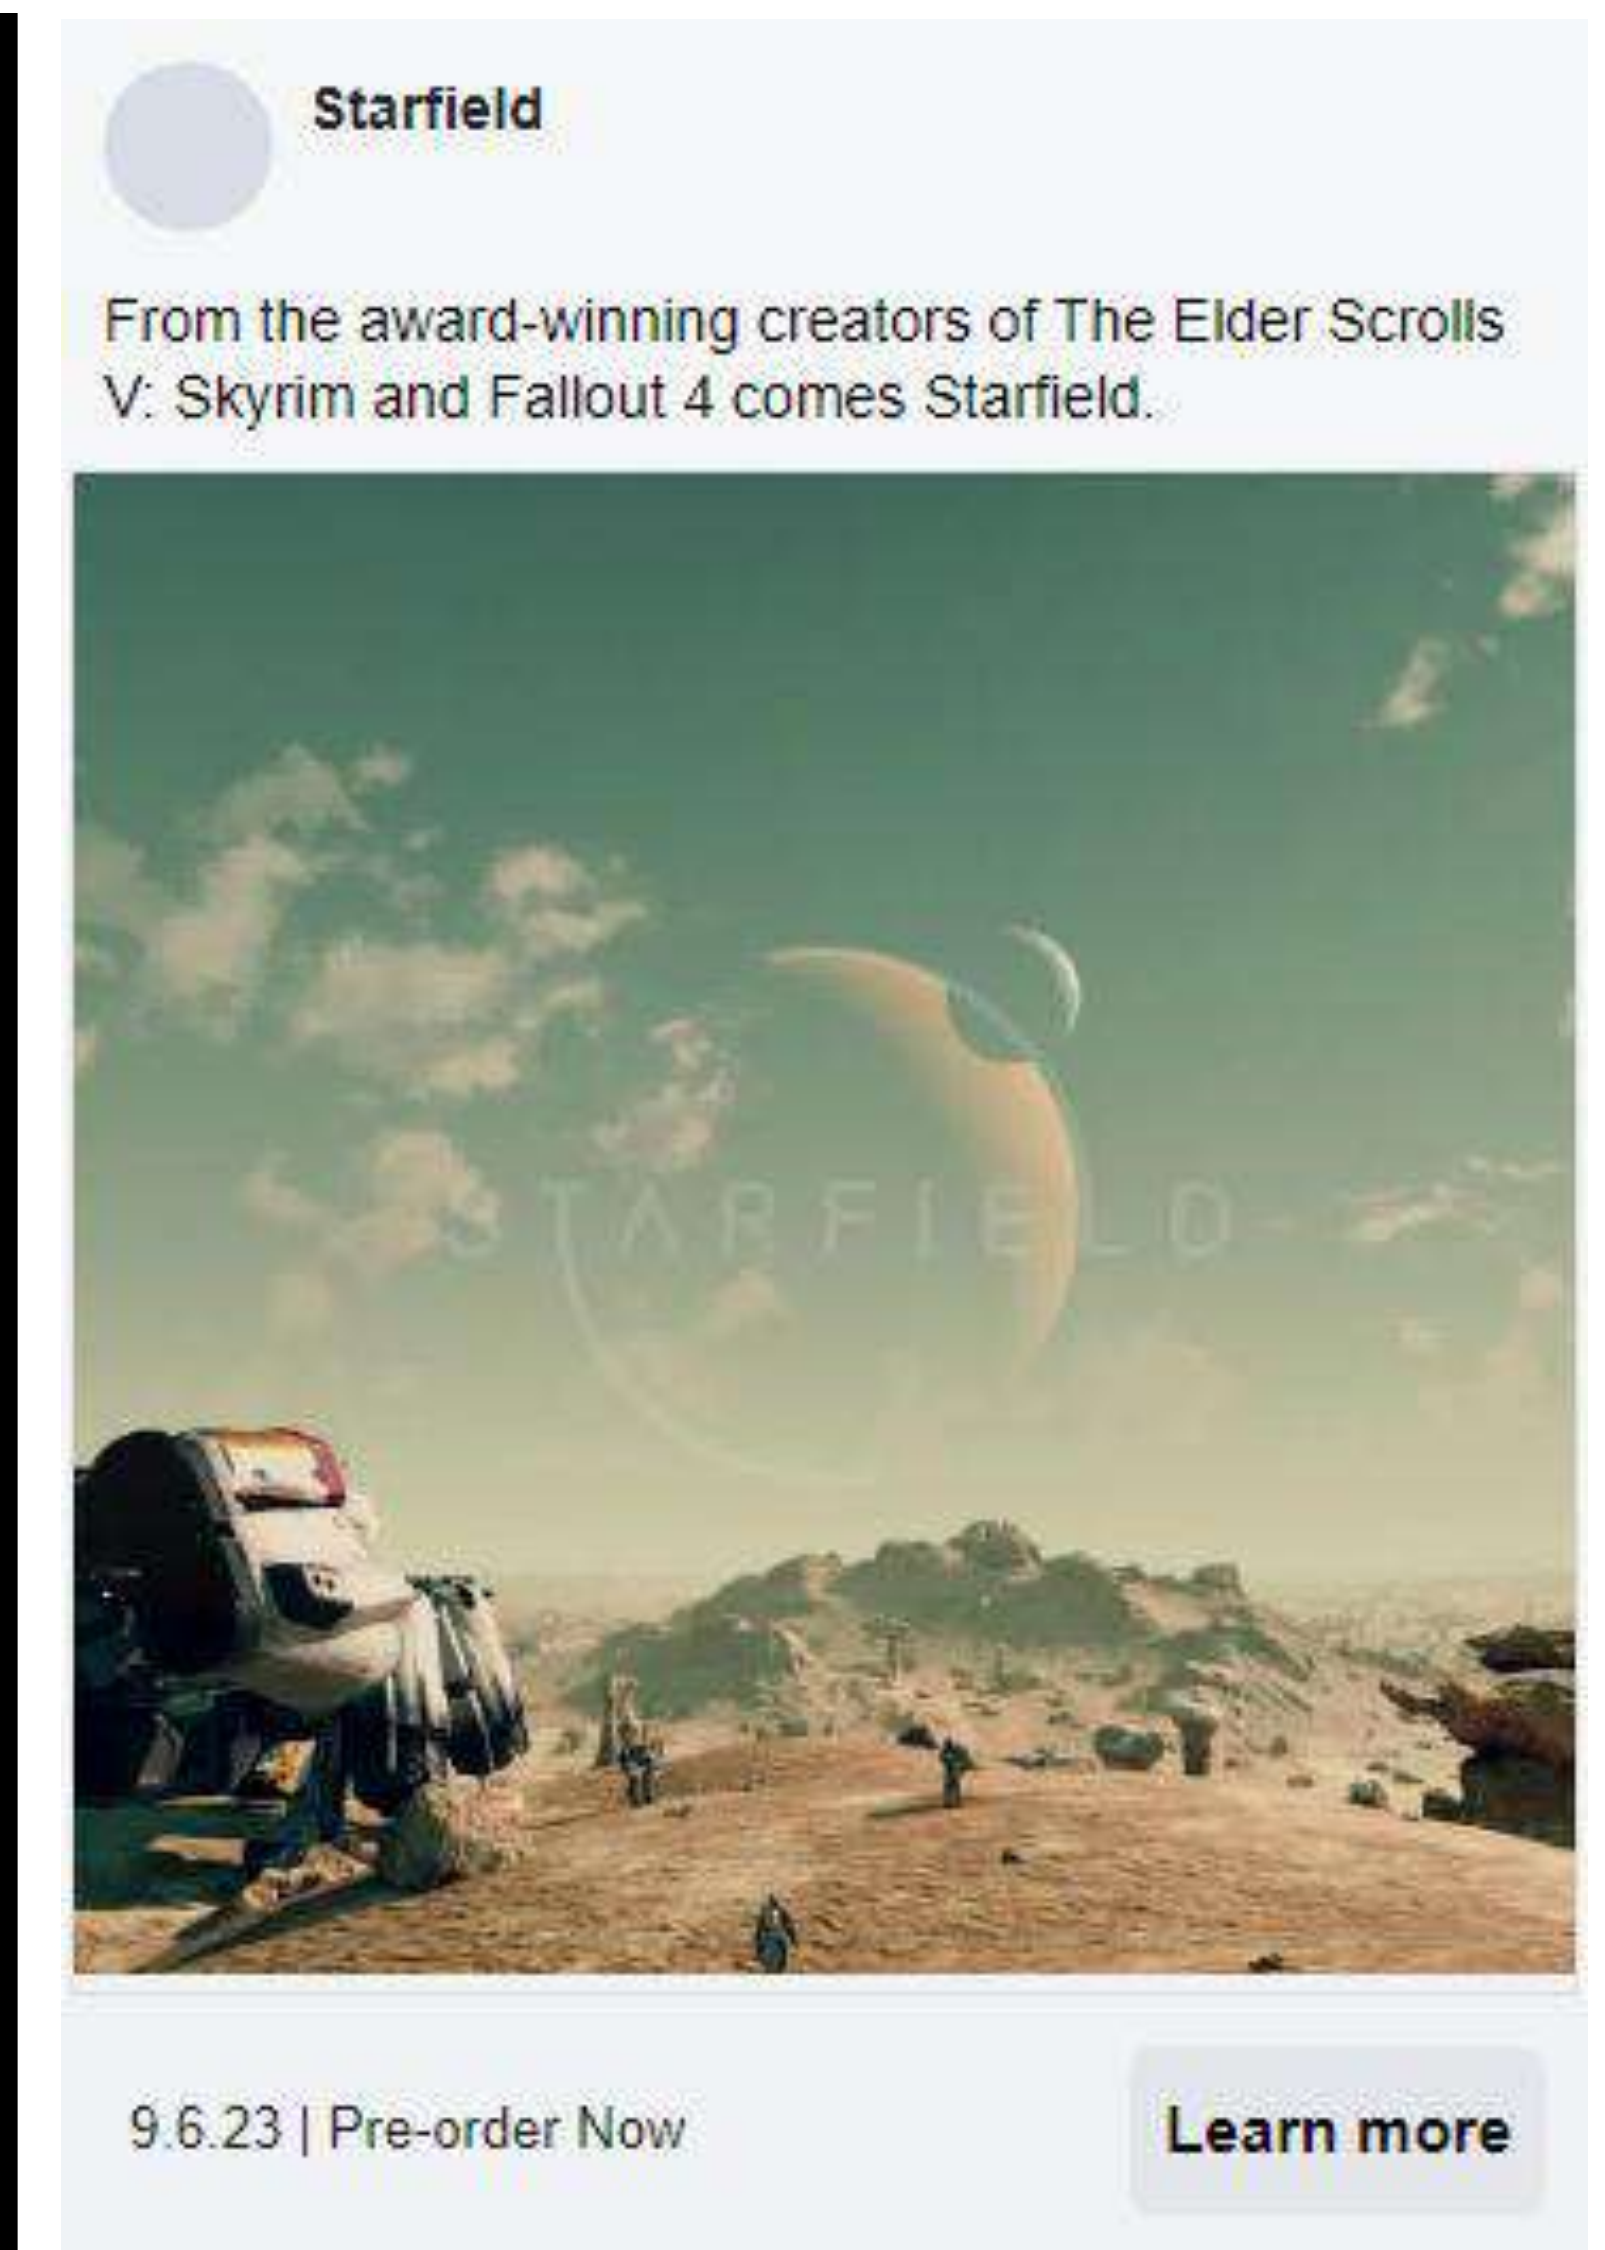 Starfield
From the award-winning creators of The Elder Scrolls
V: Skyrim and Fallout 4 comes Starfield.
STARFIELD
9.6.23 | Pre-order Now
Learn more